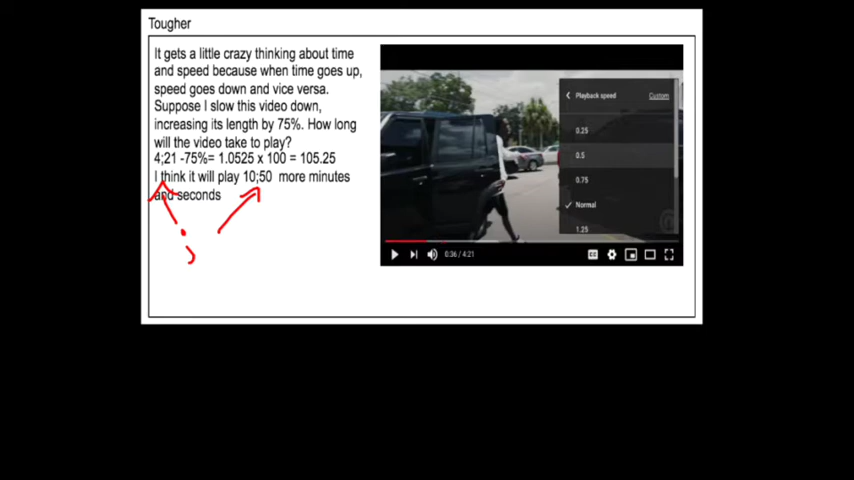 Tougher
It gets a little crazy thinking about time
and speed because when time goes up,
speed goes down and vice versa.
Suppose I slow this video down,
increasing its length by 75%. How long
will the video take to play?
4;21 -75%= 1.0525 x 100 = 105.25
I think it will play 10;50  more minutes
and seconds
;
Playback speed
Custom
0.25
0.5
0.75
Normal
1.25
0:36 / 4:21